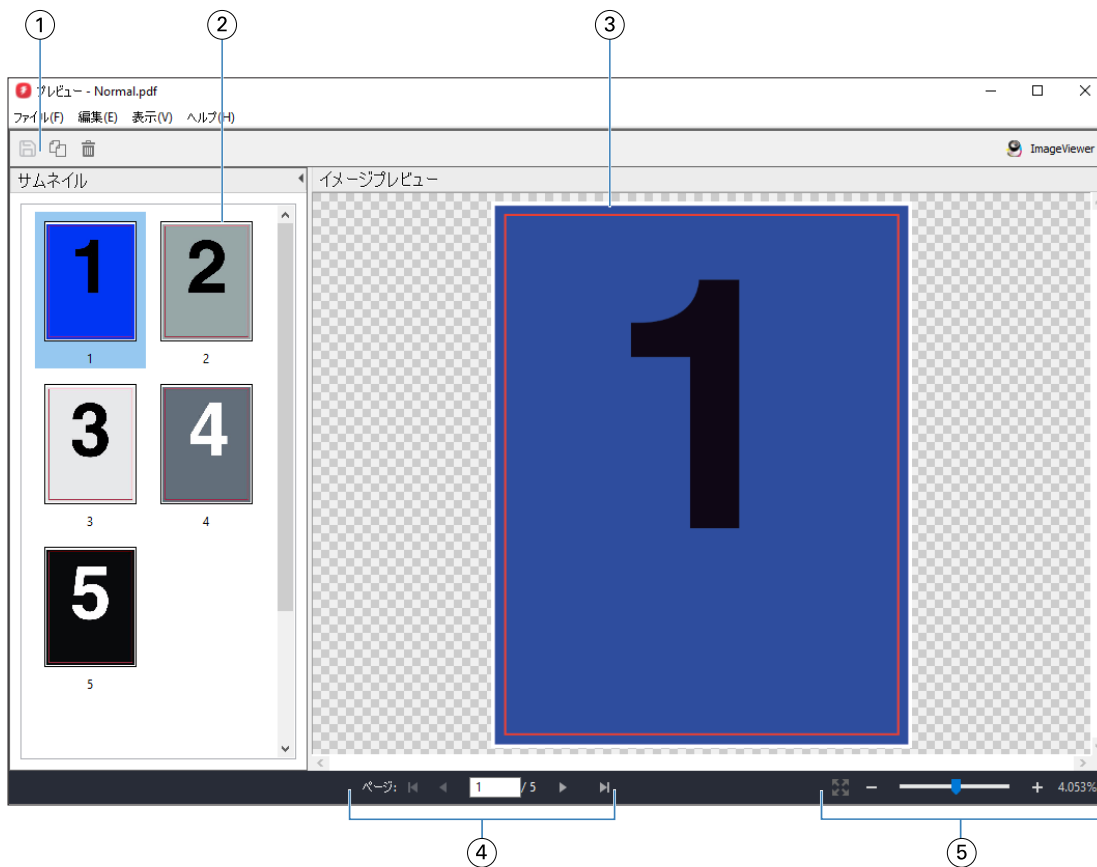 ① ② ③
プレビュー - Normal.pdf
ファイル(F) 編集(E) 表示(V) ヘルプ(H)
ImageViewer
サムネイル
イメージプレビュー
1 2
1 2
3 4
3 4
5
5
1
ページ: 1 / 5
4.053%
④ ⑤